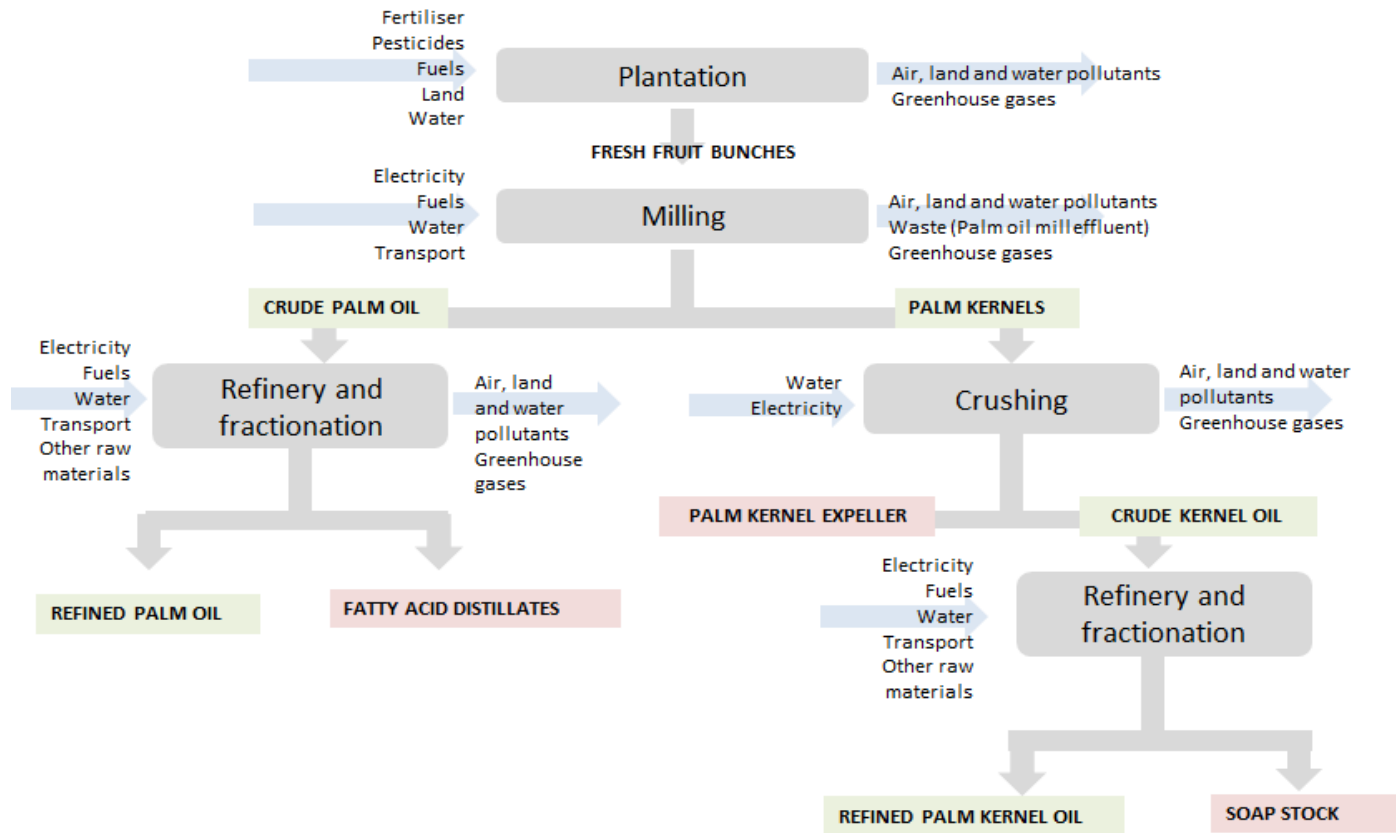 Fertiliser
Pesticides
Fuels
Land
Water
Plantation
Air, land and water pollutants
Greenhouse gases
FRESH FRUIT BUNCHES
Electricity
Fuels
Water
Transport
Milling
Air, land and water pollutants
Waste (Palm oil mill effluent)
Greenhouse gases
CRUDE PALM OIL
PALM KERNELS
Electricity
Fuels
Water
Transport
Other raw
materials
Refinery and
fractionation
Air, land
and water
pollutants
Greenhouse
gases
Water
Electricity
Crushing
Air, land and water
pollutants
Greenhouse gases
PALM KERNEL EXPELLER
CRUDE KERNEL OIL
REFINED PALM OIL
FATTY ACID DISTILLATES
Electricity
Fuels
Water
Transport
Other raw
materials
Refinery and
fractionation
REFINED PALM KERNEL OIL
SOAP STOCK